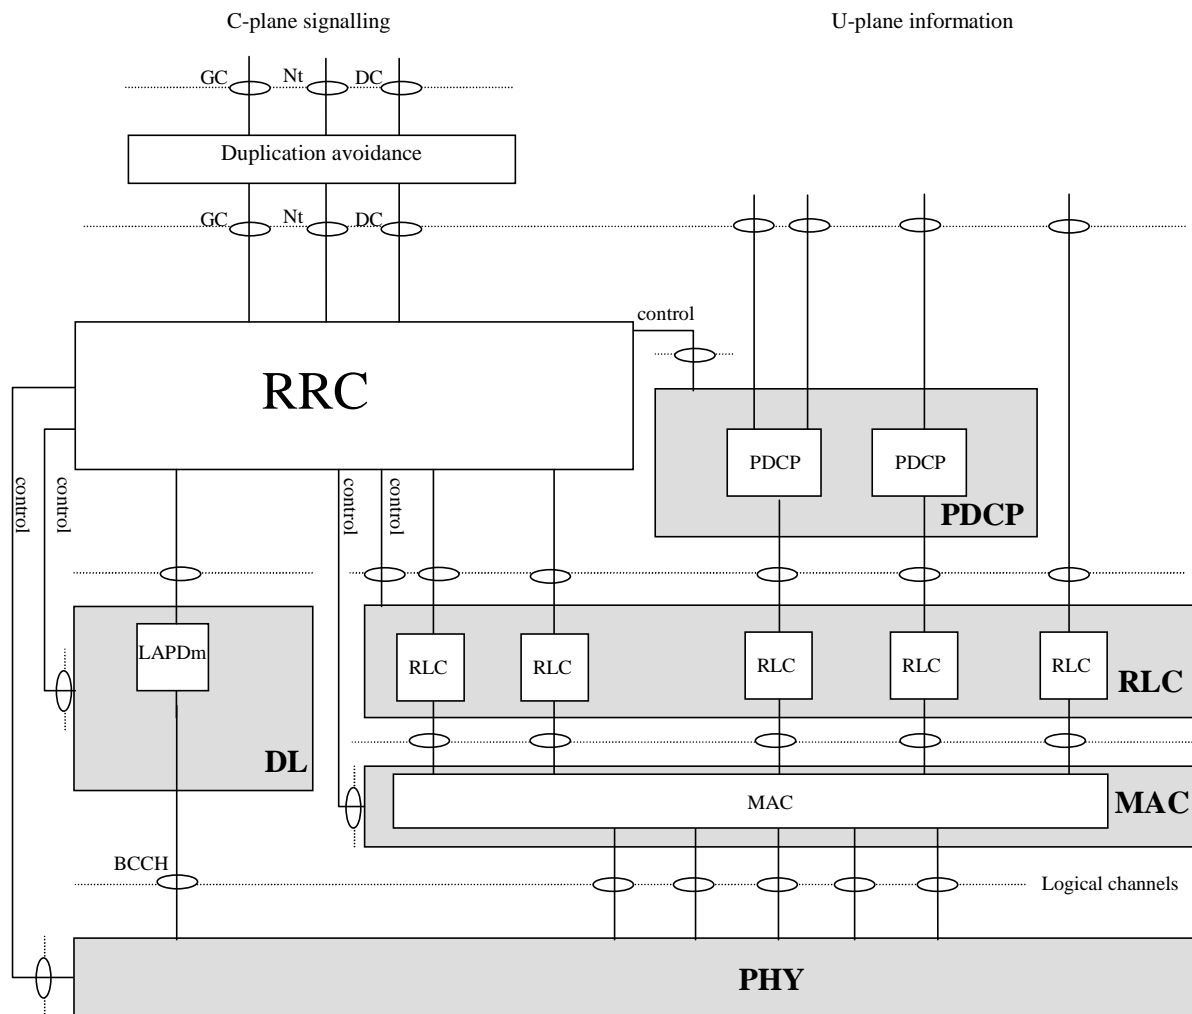 C-plane signalling
U-plane information
GC Nt DC
Duplication avoidance
GC Nt DC
control
RRC
PDCP PDCP
PDCP
control
control
control
control
LAPDm
RLC RLC RLC RLC RLC
RLC
DL
MAC
MAC
BCCH
Logical channels
PHY